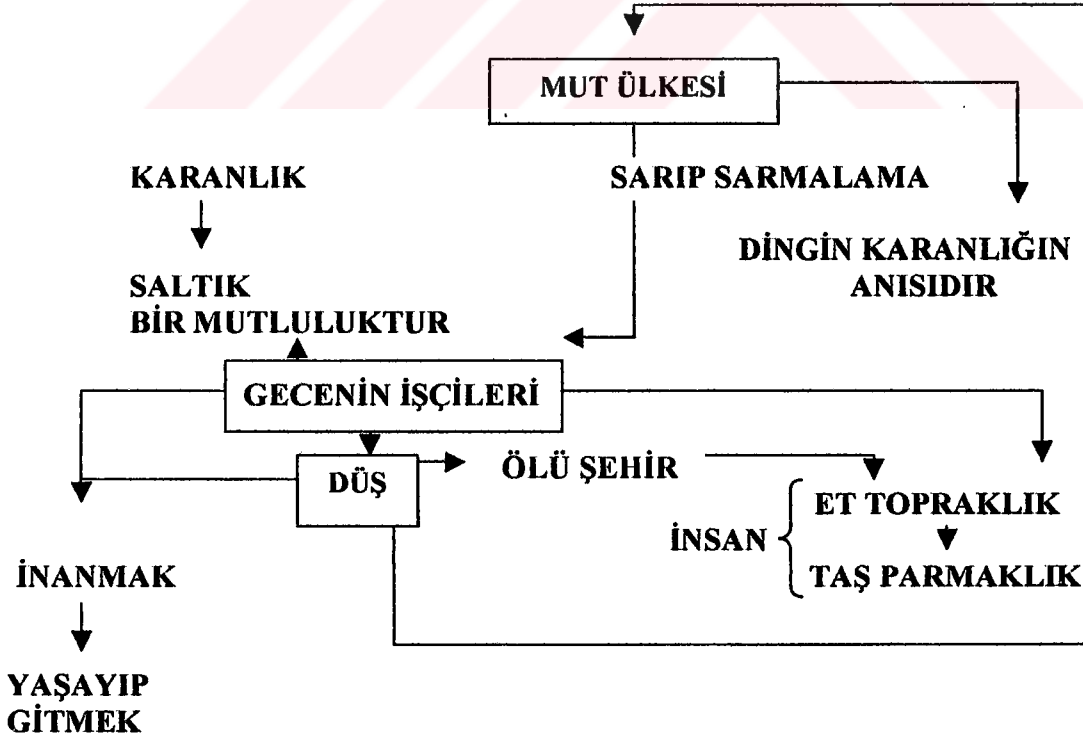 MUT ÜLKESİ
KARANLIK
SARIP SARMALAMA
DİNGİN KARANLIĞIN
ANISIDIR
SALTIK
BİR MUTLULUKTUR
GECENİN İŞÇİLERİ
DÜŞ
ÖLÜ ŞEHİR
ET TOPRAKLIK
İNSAN
TAŞ PARMAKLIK
İNANMAK
YAŞAYIP
GİTMEK